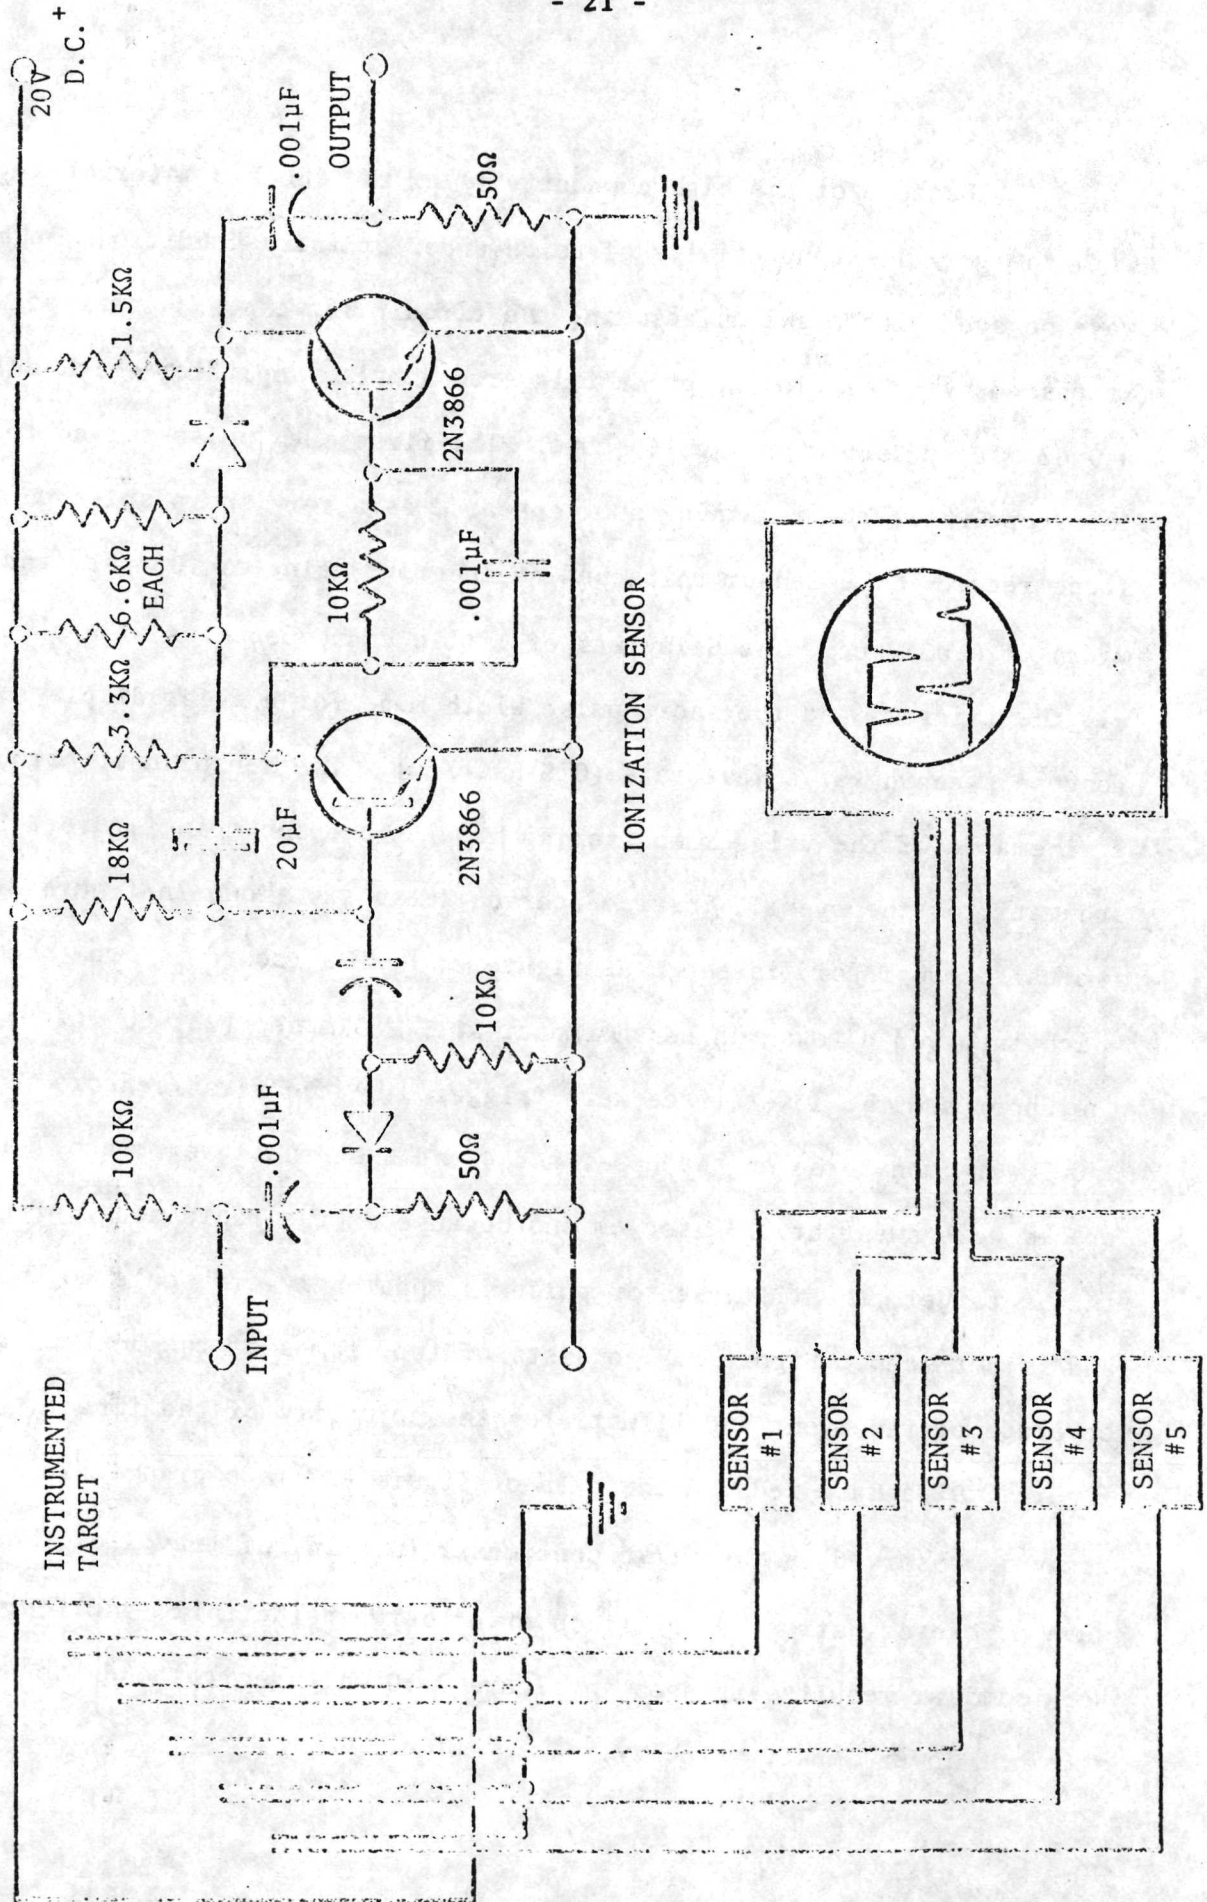 - 21 -
INSTRUMENTED
TARGET
INPUT
100KΩ
.001µF
50Ω
10KΩ
18KΩ
20µF
3.3KΩ
2N3866
6.6KΩ
EACH
10KΩ
.001µF
1.5KΩ
2N3866
.001µF
OUTPUT
50Ω
20V
D.C. +
IONIZATION SENSOR
SENSOR
#1
SENSOR
#2
SENSOR
#3
SENSOR
#4
SENSOR
#5